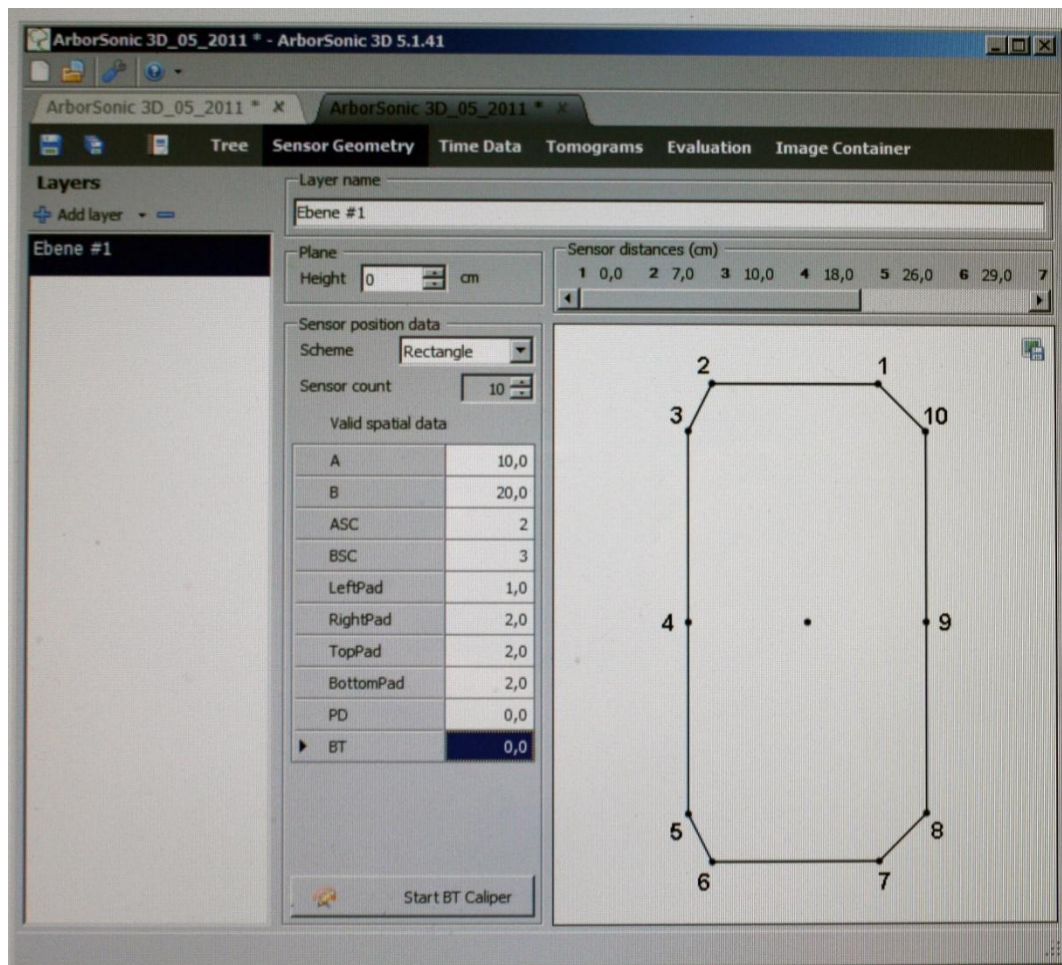 ArborSonic 3D_05_2011 * - ArborSonic 3D 5.1.41
ArborSonic 3D_05_2011 * x ArborSonic 3D_05_2011 * x
Tree Sensor Geometry Time Data Tomograms Evaluation Image Container
Layers
Add layer
Ebene #1
Layer name
Ebene #1
Plane
Height 0 cm
Sensor distances (cm)
1 0,0 2 7,0 3 10,0 4 18,0 5 26,0 6 29,0 7
Sensor position data
Scheme Rectangle
Sensor count 10
Valid spatial data
A 10,0
B 20,0
ASC 2
BSC 3
LeftPad 1,0
RightPad 2,0
TopPad 2,0
BottomPad 2,0
PD 0,0
BT 0,0
Start BT Caliper
2 1
3 10
4 9
5 8
6 7